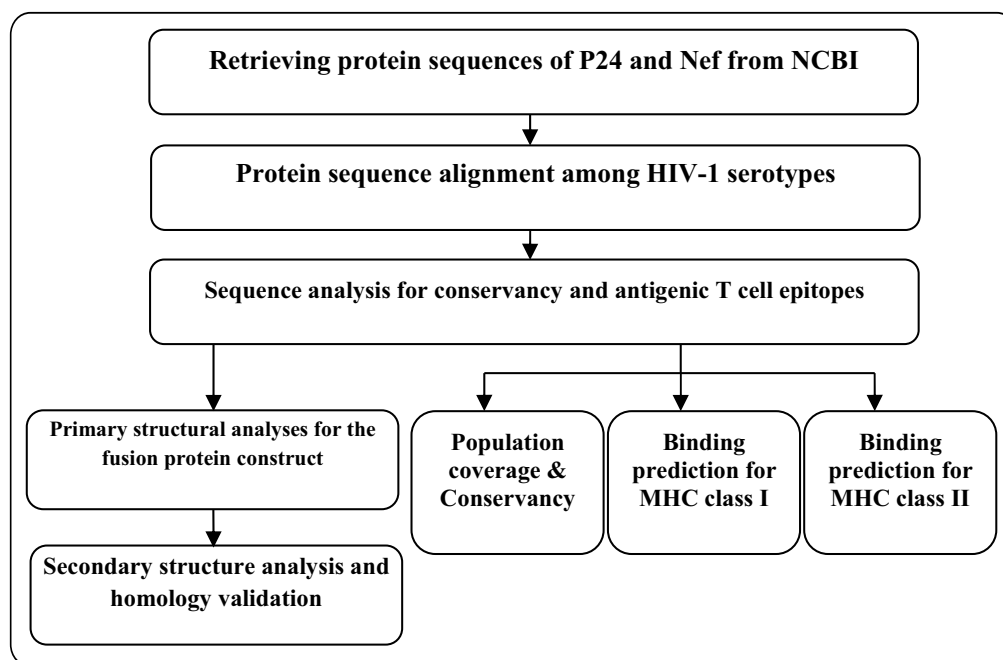 Retrieving protein sequences of P24 and Nef from NCBI
Protein sequence alignment among HIV-1 serotypes
Sequence analysis for conservancy and antigenic T cell epitopes
Primary structural analyses for the
fusion protein construct
Population
coverage &
Conservancy
Binding
prediction for
MHC class I
Binding
prediction for
MHC class II
Secondary structure analysis and
homology validation